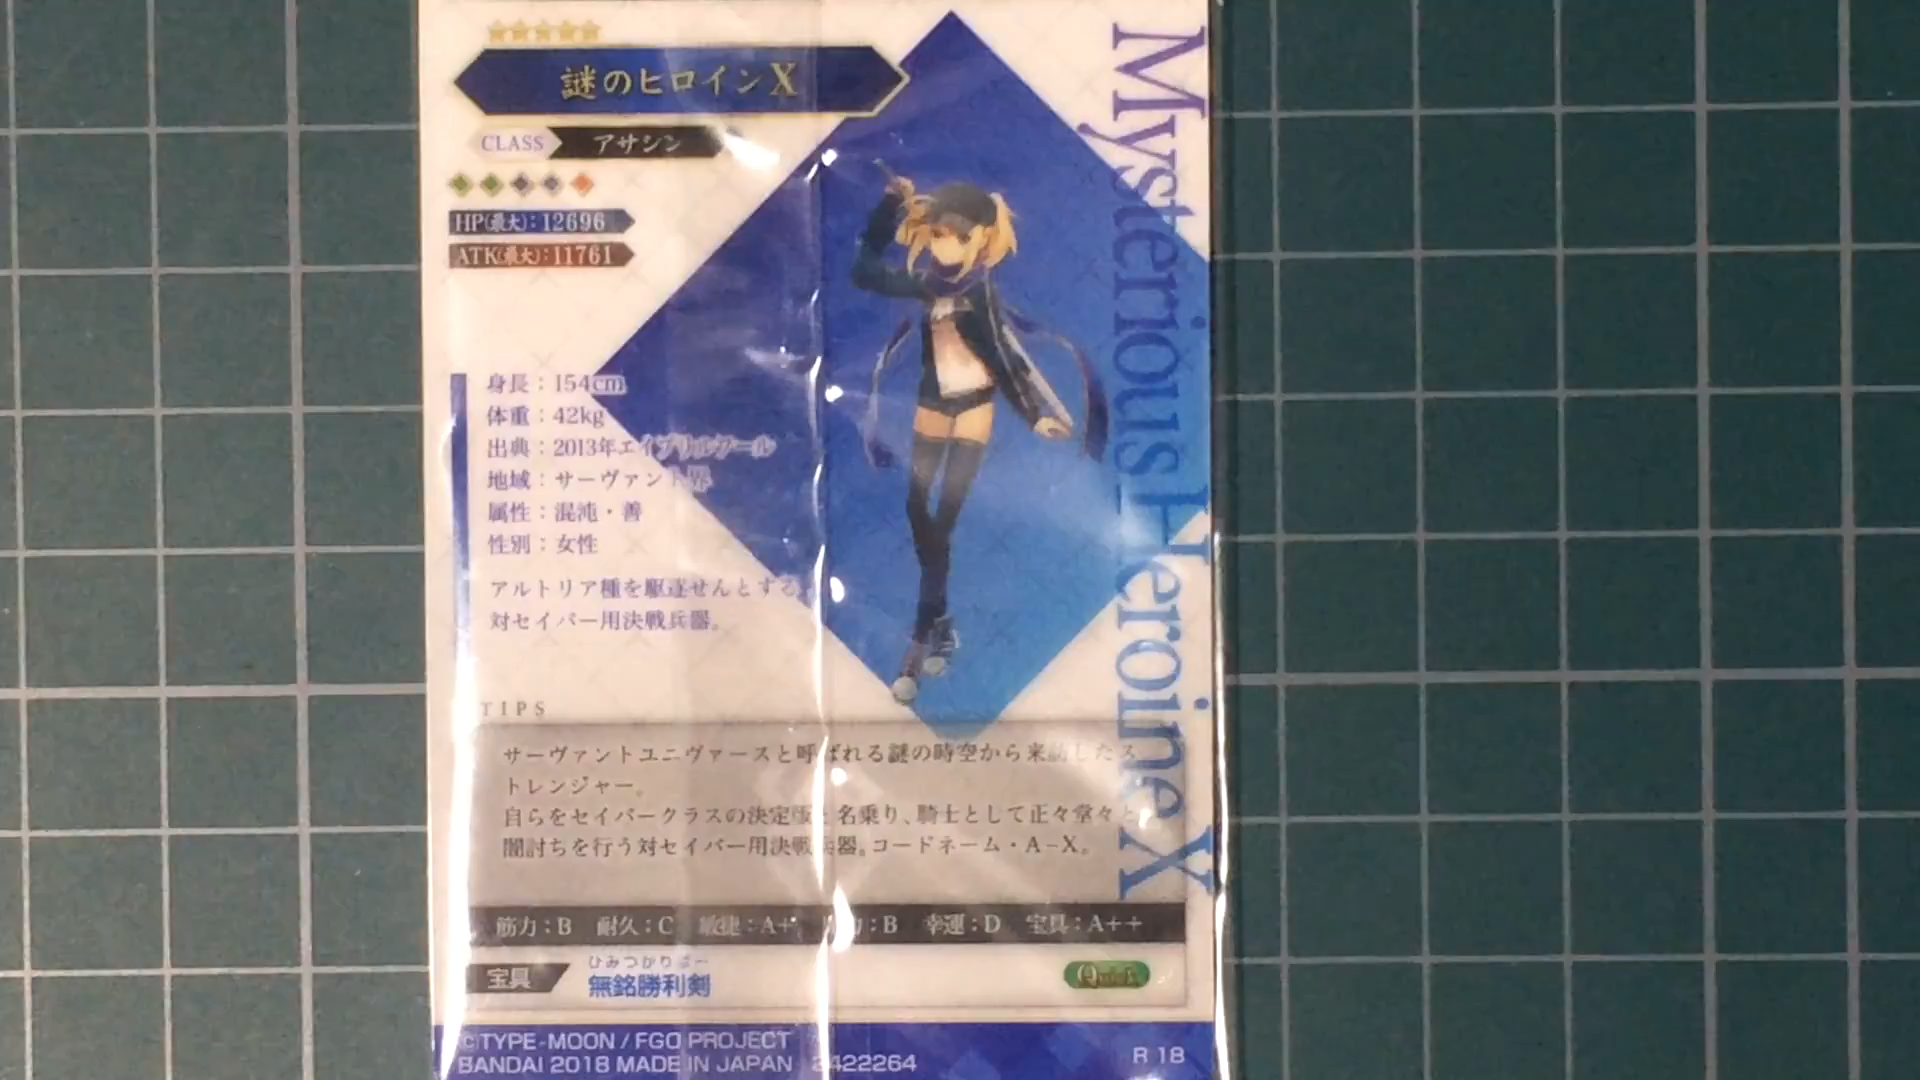 謎のヒロインX
CLASS アサシン
HP(最大):12696
ATK(最大):11761
身長:154cm
体重:42kg
出典:2013年エイプリルフール
地域:サーヴァント界
属性:混沌・善
性別:女性
アルトリア種を駆逐せんとする、
対セイバー用決戦兵器。
TIPS
サーヴァントユニヴァースと呼ばれる謎の時空から来訪したス
トレンジャー。
自らをセイバークラスの決定版と名乗り、騎士として正々堂々と
闇討ちを行う対セイバー用決戦兵器。コードネーム・A-X。
筋力:B 耐久:C 敏捷:A+ 力:B 幸運:D 宝具:A++
宝具 ひみつかりばー
無銘勝利剣
Quick
©TYPE-MOON / FGO PROJECT
BANDAI 2018 MADE IN JAPAN 2422264
R 18
Mysterious Heroine X